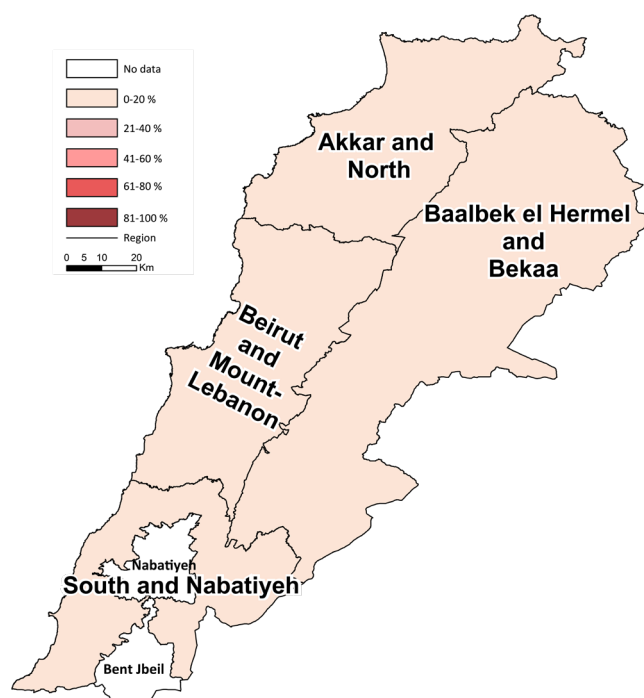 No data
0-20 %
21-40 %
41-60 %
61-80 %
81-100 %
Region
0 5 10 20
Km
Akkar and
North
Baalbek el Hermel
and
Bekaa
Beirut
and
Mount-
Lebanon
Nabatiyeh
South and Nabatiyeh
Bent Jbeil